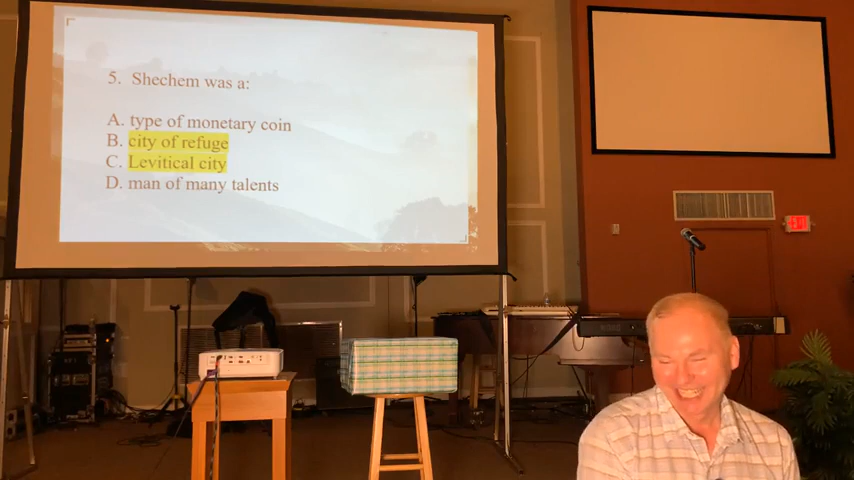 5. Shechem was a:
A. type of monetary coin
B. city of refuge
C. Levitical city
D. man of many talents